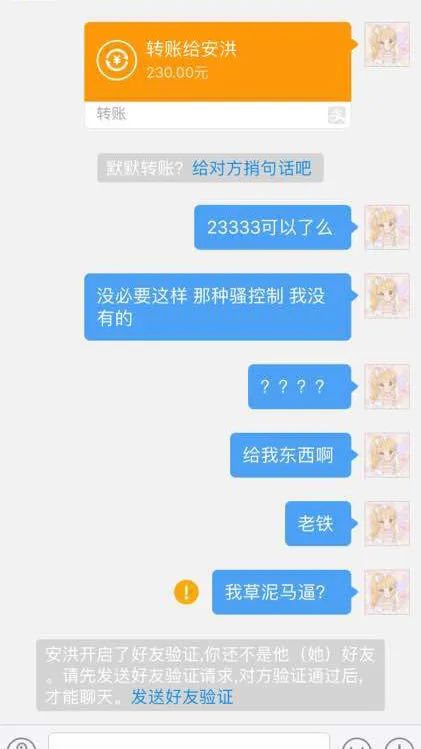 转账给安洪
230.00元
转账
支
默默转账？给对方捎句话吧
23333可以了么
没必要这样 那种骚控制 我没
有的
？？？？
给我东西啊
老铁
我草泥马逼？
!
安洪开启了好友验证,你还不是他（她）好友
。请先发送好友验证请求,对方验证通过后,
才能聊天。发送好友验证